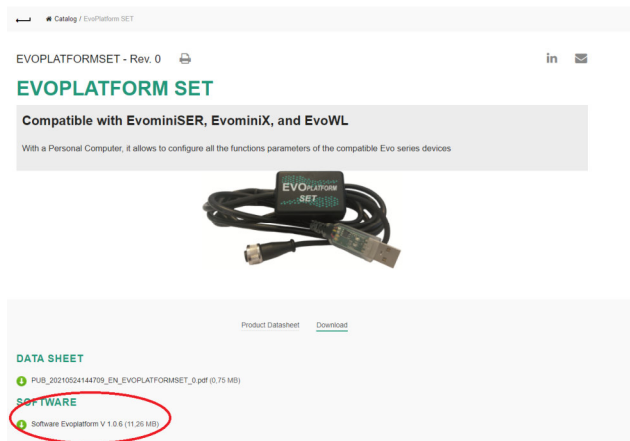 Catalog / EvoPlatform SET
EVOPLATFORMSET - Rev. 0
in
EVOPLATFORM SET
Compatible with EvominiSER, EvominiX, and EvoWL
With a Personal Computer, it allows to configure all the functions parameters of the compatible Evo series devices
EVOPLATFORM
SET
Product Datasheet Download
DATA SHEET
PUB_20210524144709_EN_EVOPLATFORMSET_0.pdf (0,75 MB)
SOFTWARE
Software Evoplatform V 1.0.6 (11,26 MB)